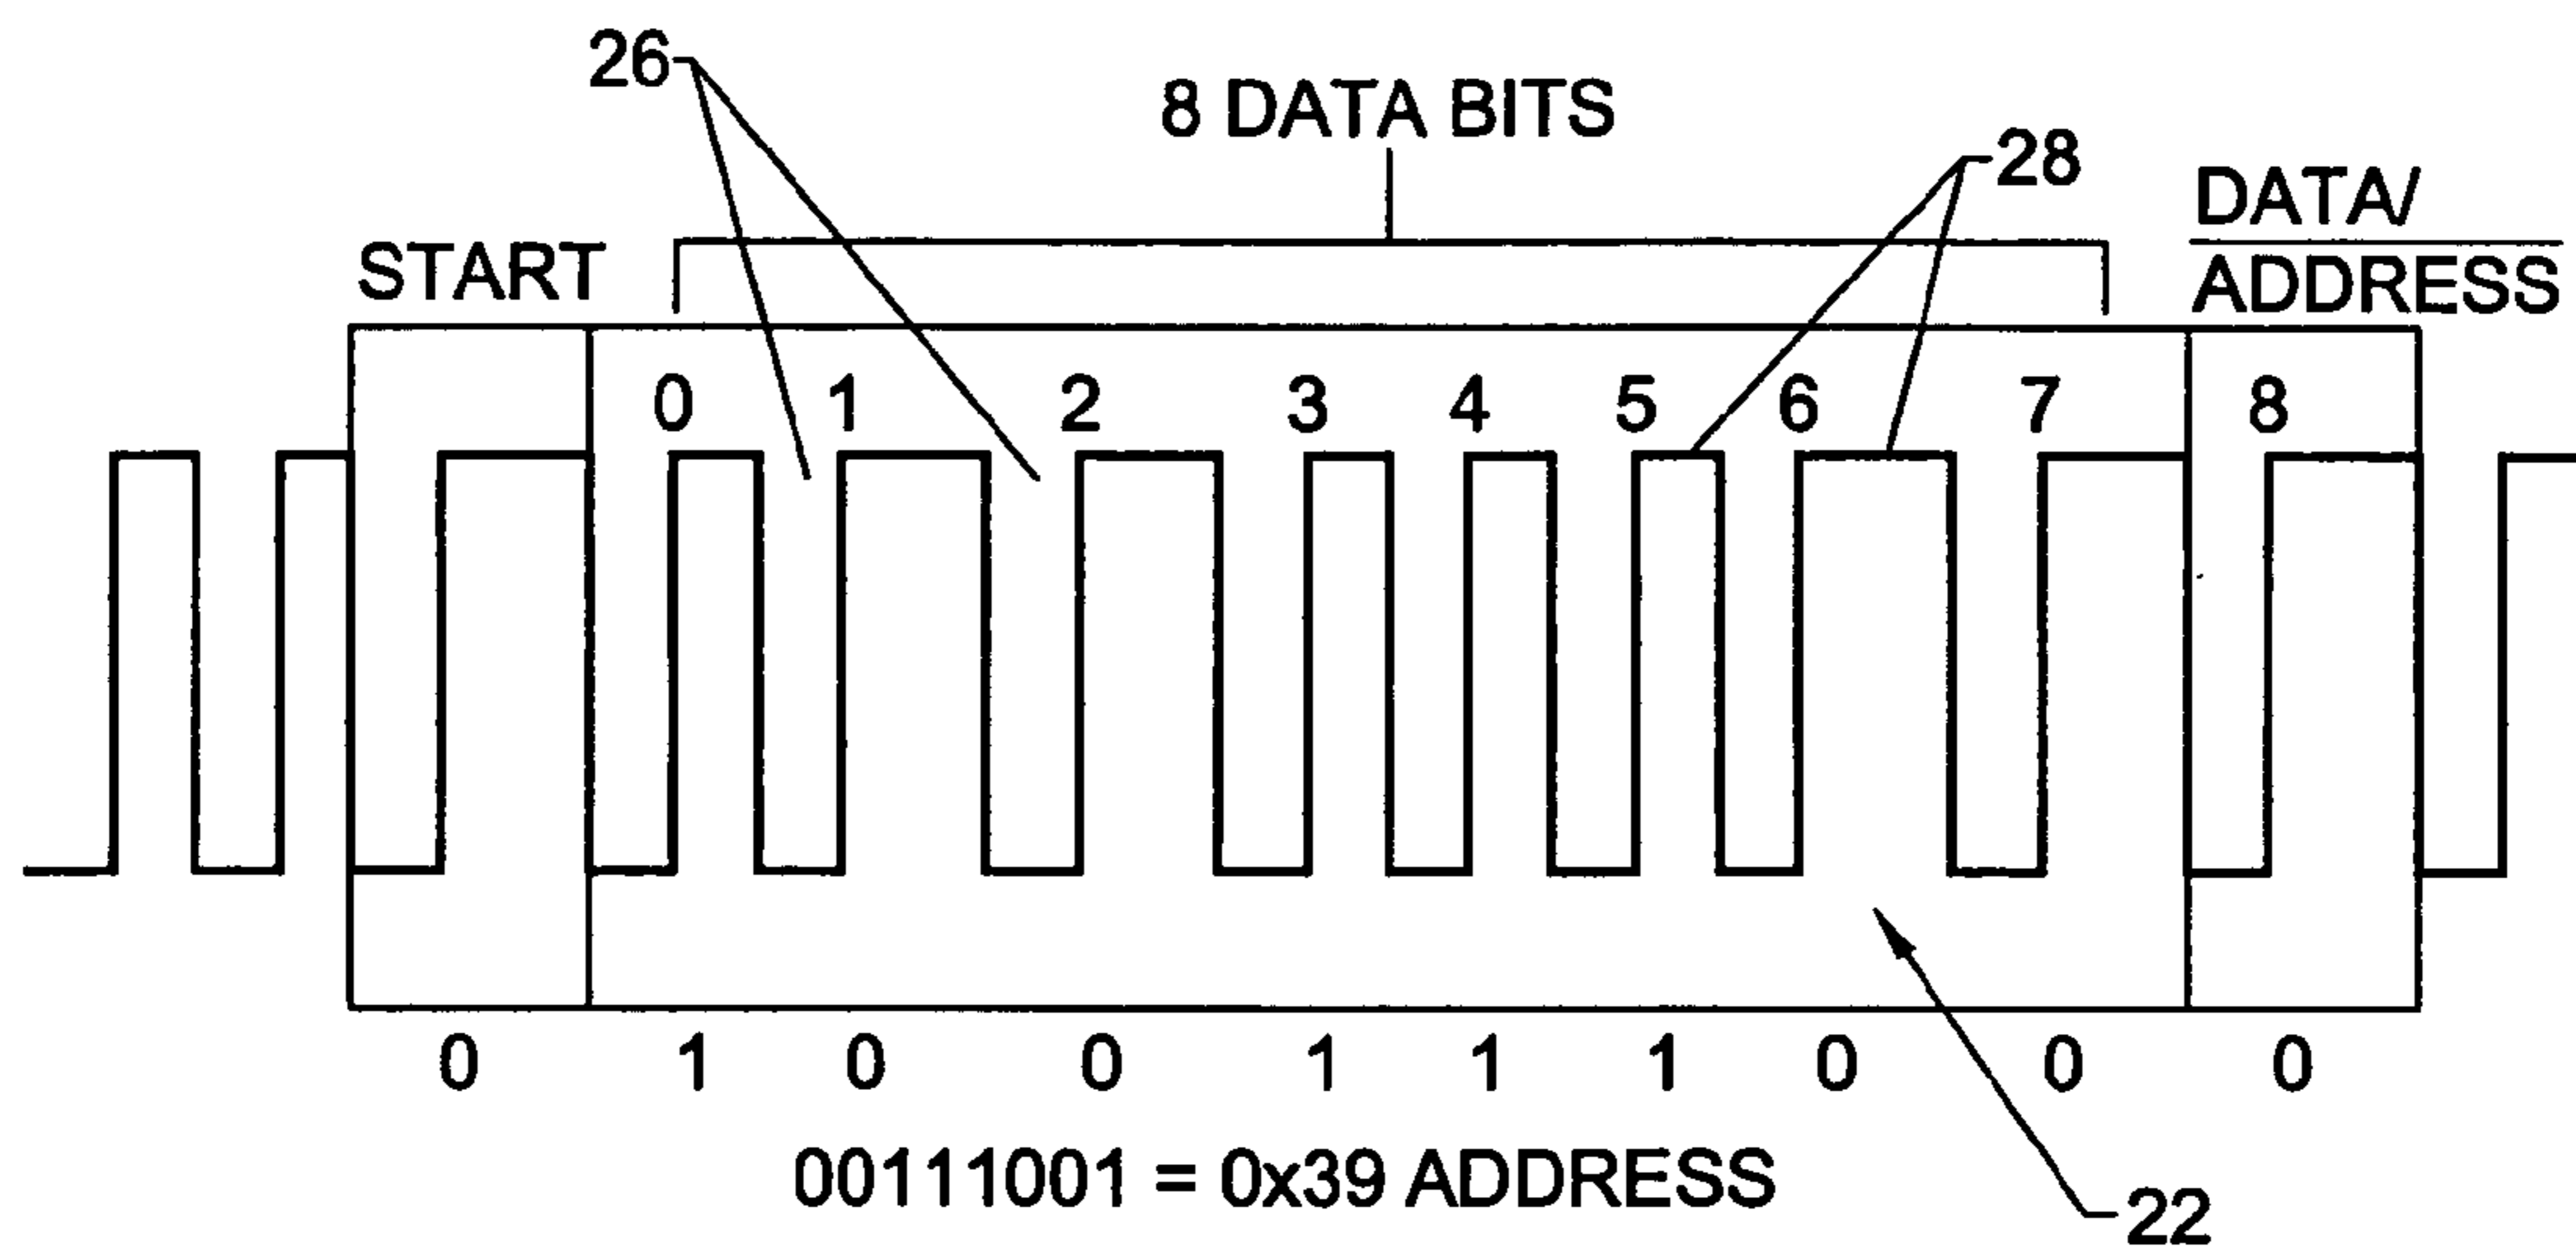 26
8 DATA BITS
28
DATA/
START
ADDRESS
0 1 2 3 4 5 6 7 8
0 1 0 0 1 1 1 0 0 0
00111001 = 0x39 ADDRESS
22